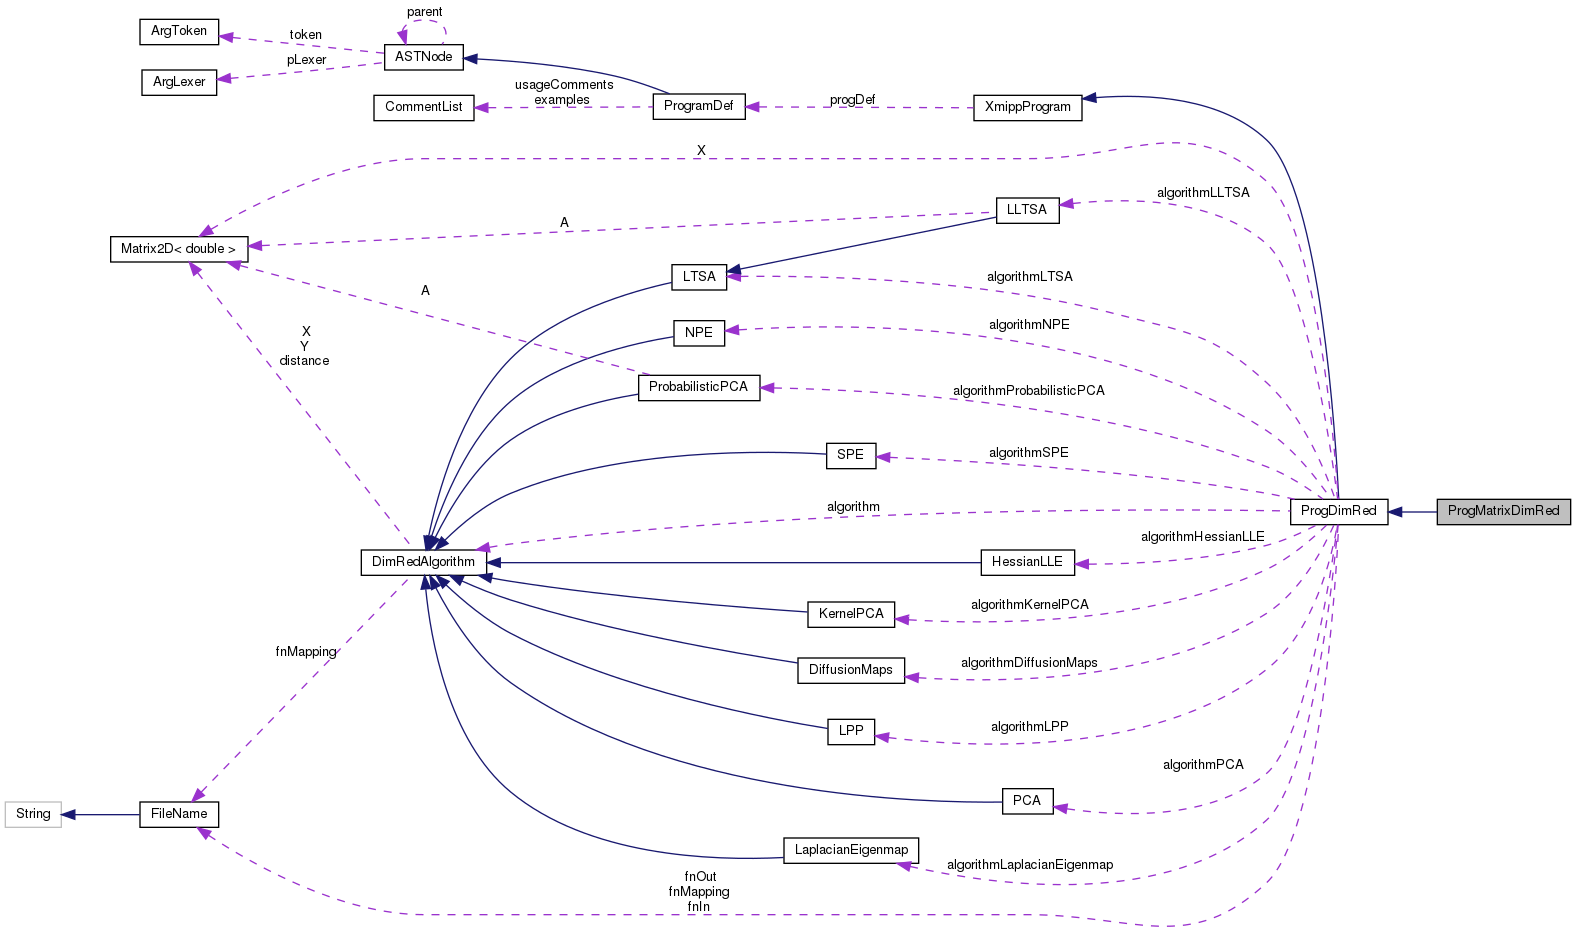 parent
ArgToken
token
ASTNode
pLexer
ArgLexer
usageComments
examples
CommentList
ProgramDef
progDef
XmippProgram
X
algorithmLLTSA
LLTSA
A
Matrix2D< double >
LTSA
algorithmLTSA
A
algorithmNPE
NPE
X
Y
distance
ProbabilisticPCA
algorithmProbabilisticPCA
SPE
algorithmSPE
algorithm
ProgDimRed
ProgMatrixDimRed
algorithmHessianLLE
DimRedAlgorithm
HessianLLE
algorithmKernelPCA
KernelPCA
fnMapping
DiffusionMaps
algorithmDiffusionMaps
LPP
algorithmLPP
algorithmPCA
PCA
String
FileName
LaplacianEigenmap
algorithmLaplacianEigenmap
fnOut
fnMapping
fnIn